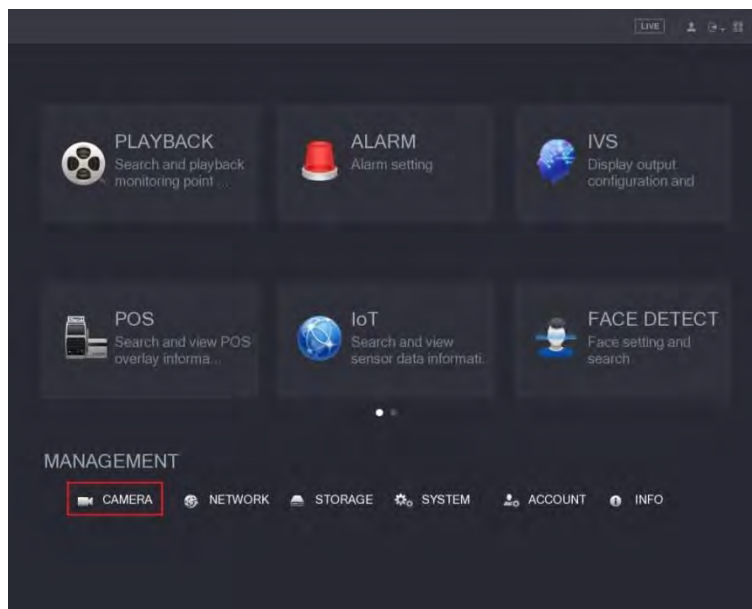 LIVE
PLAYBACK
Search and playback
monitoring point ...
ALARM
Alarm setting
IVS
Display output
configuration and
POS
Search and view POS
overlay informa...
IoT
Search and view
sensor data informati.
FACE DETECT
Face setting and
search
MANAGEMENT
CAMERA NETWORK STORAGE SYSTEM ACCOUNT INFO